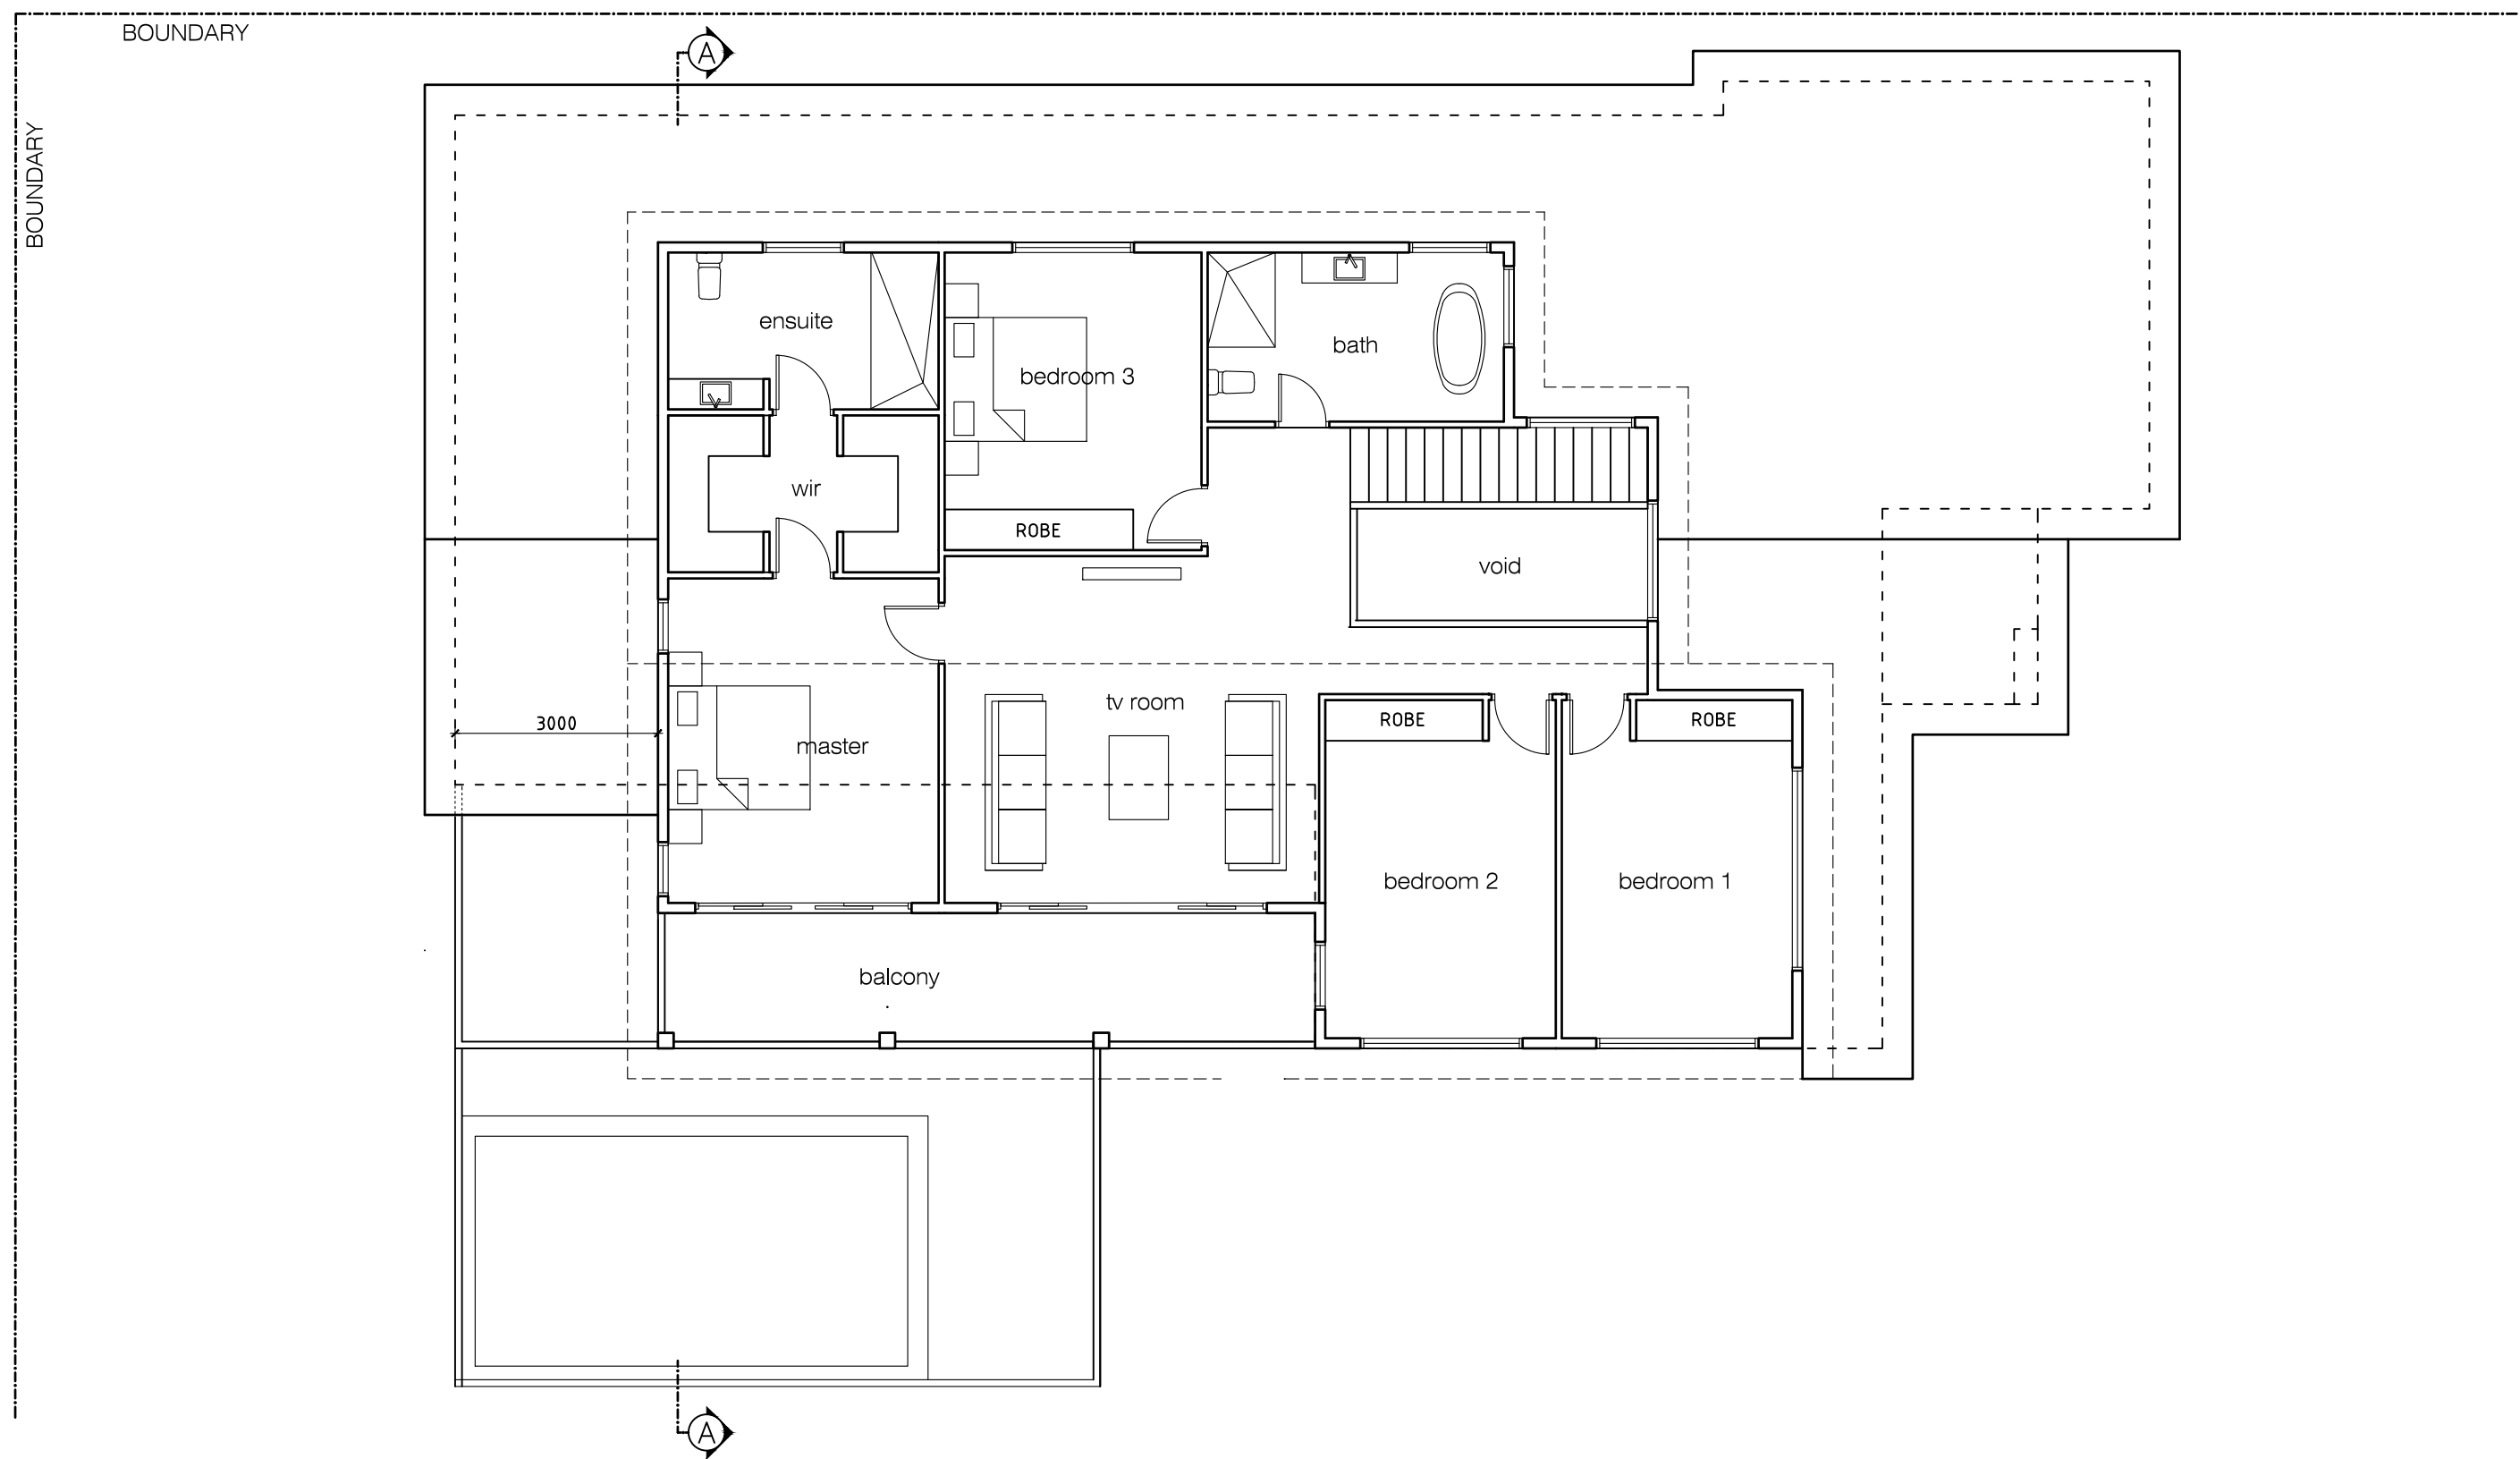 BOUNDARY
A
BOUNDARY
ensuite
bath
bedroom 3
wir
ROBE
void
tv room
ROBE
ROBE
3000
master
bedroom 2
bedroom 1
balcony
A